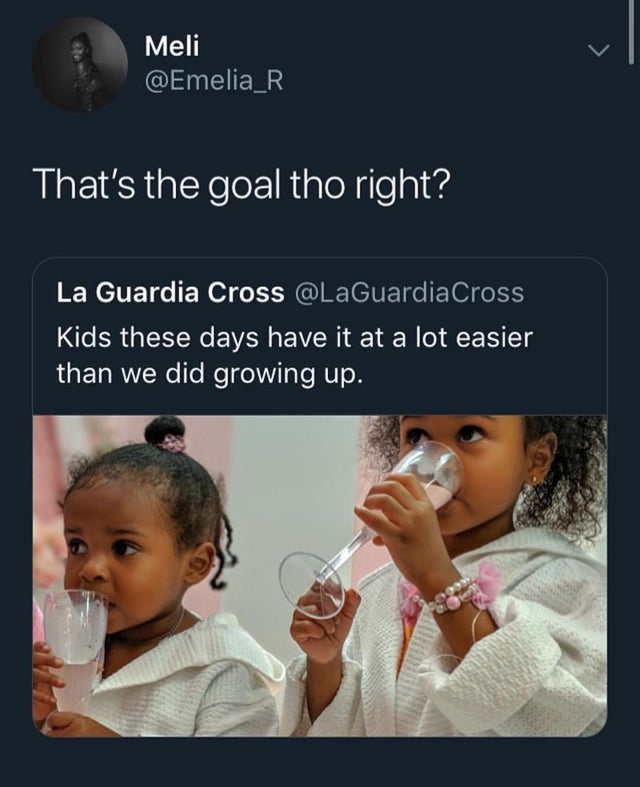 Meli
@Emelia_R
That's the goal tho right?
La Guardia Cross @LaGuardiaCross
Kids these days have it at a lot easier
than we did growing up.